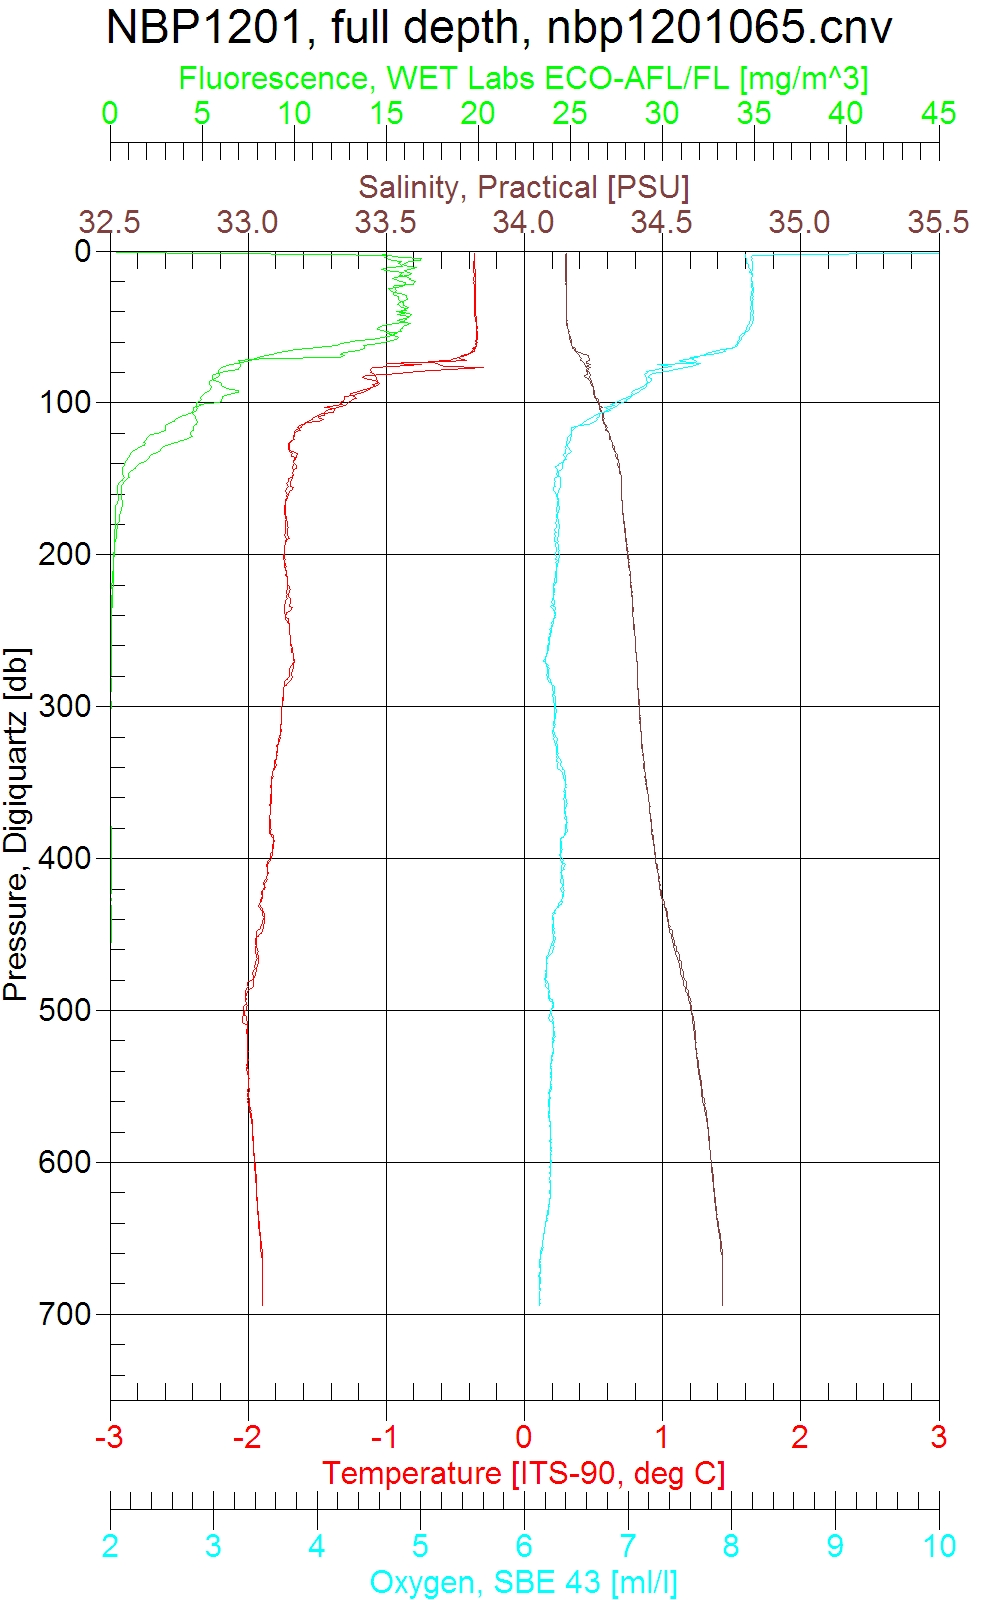 NBP1201, full depth, nbp1201065.cnv
Fluorescence, WET Labs ECO-AFL/FL [mg/m^3]
0 5 10 15 20 25 30 35 40 45
Salinity, Practical [PSU]
32.5 33.0 33.5 34.0 34.5 35.0 35.5
0
100
200
300
400
500
600
700
Pressure, Digiquartz [db]
-3 -2 -1 0 1 2 3
Temperature [ITS-90, deg C]
2 3 4 5 6 7 8 9 10
Oxygen, SBE 43 [ml/l]